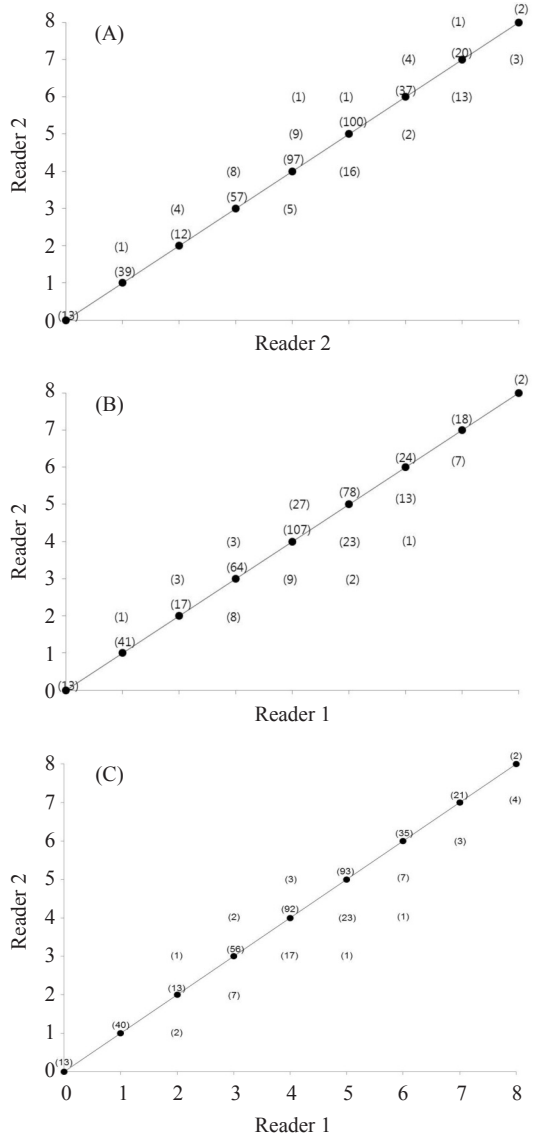 (A)
8
7
6
5
4
3
2
1
0
Reader 2
(2)
(1)
(4) (20) (3)
(1) (1) (37) (13)
(9) (100) (2)
(8) (97) (16)
(4) (57) (5)
(1) (12)
(39)
(13)
Reader 2
(B)
8
7
6
5
4
3
2
1
0
Reader 2
(2)
(18)
(24) (7)
(27) (78) (13)
(3) (107) (23) (1)
(3) (64) (9) (2)
(1) (17) (8)
(41)
(13)
Reader 1
(C)
8
7
6
5
4
3
2
1
0
Reader 2
(2)
(21) (4)
(35) (3)
(3) (93) (7)
(2) (92) (23) (1)
(1) (56) (17) (1)
(13) (7)
(40) (2)
(13)
0 1 2 3 4 5 6 7 8
Reader 1